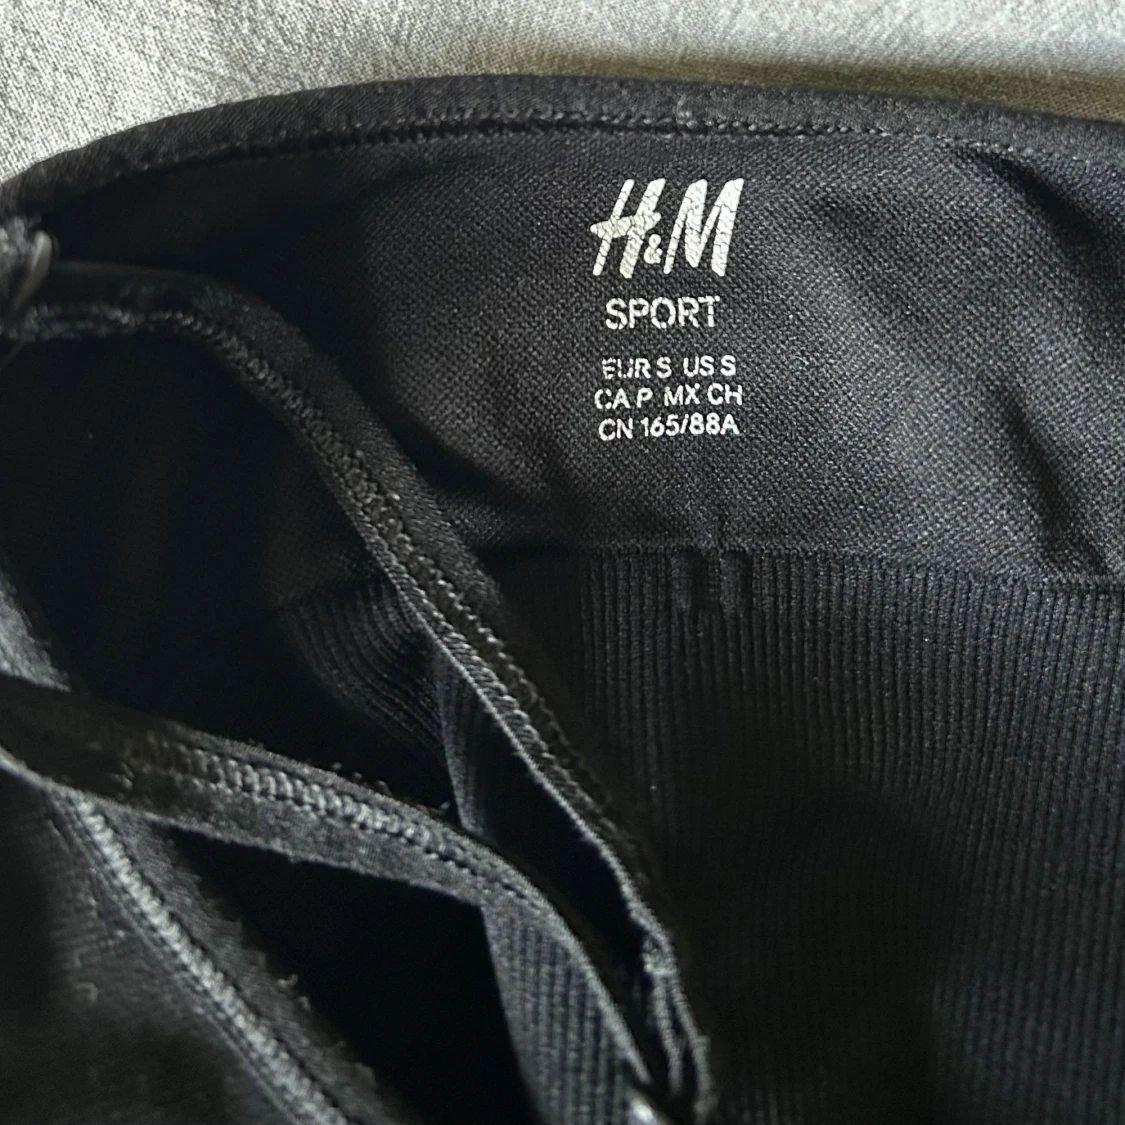 H&M
SPORT
EUR S US S
CA P MX CH
CN 165/88A